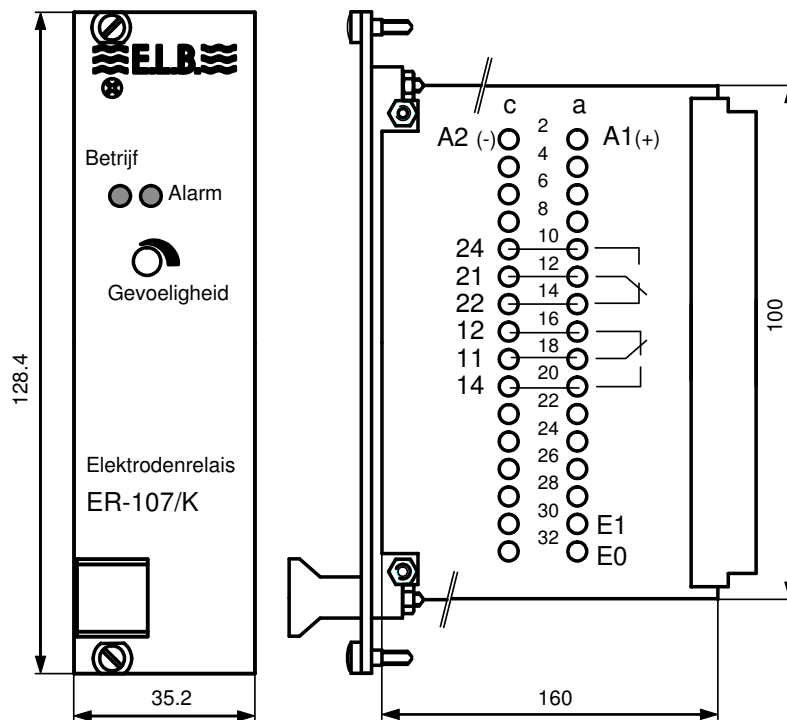 E.L.B.
Betrijf
Alarm
Gevoeligheid
Elektrodenrelais
ER-107/K
128.4
35.2
c a
A2 (-) 2 A1(+)
4
6
8
24 10
21 12
22 14
12 16
11 18
14 20
22
24
26
28
30 E1
32 E0
100
160